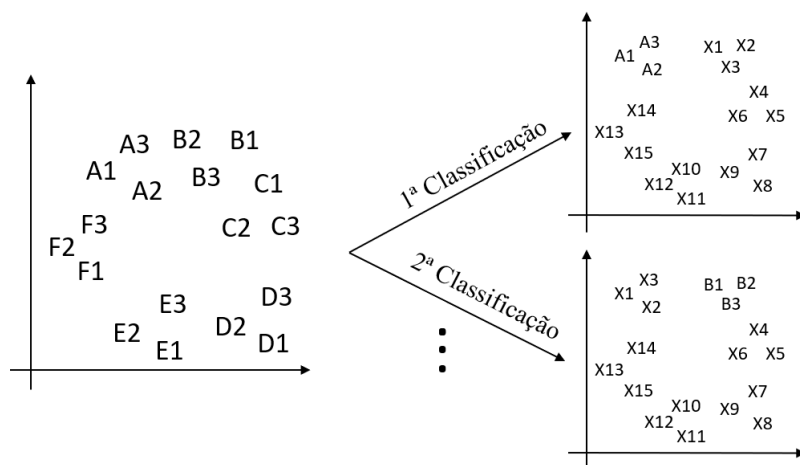 A3 B2 B1
A1 A2 B3 C1
F3 C2 C3
F2
F1
E3 D3
E2 D2
E1 D1
1ª Classificação
2ª Classificação
A3 X1 X2
A1 A2 X3
X4
X14 X6 X5
X13
X15 X7
X10 X9
X12 X8
X11
X3 B1 B2
X1 X2 B3
X4
X14 X6 X5
X13
X15 X7
X10 X9
X12 X8
X11